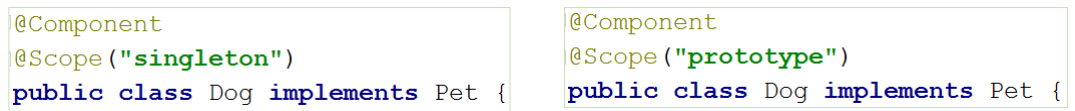 @Component
@Scope("singleton")
public class Dog implements Pet {
@Component
@Scope("prototype")
public class Dog implements Pet {